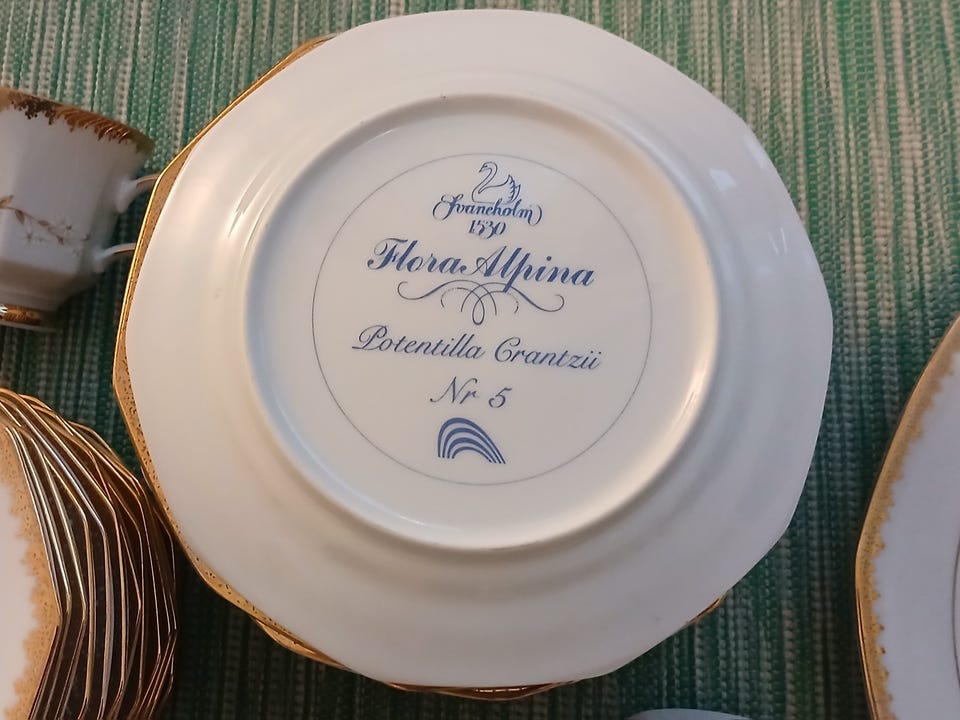 Svaneholm
1530
Flora Alpina
Potentilla Crantzii
Nr 5